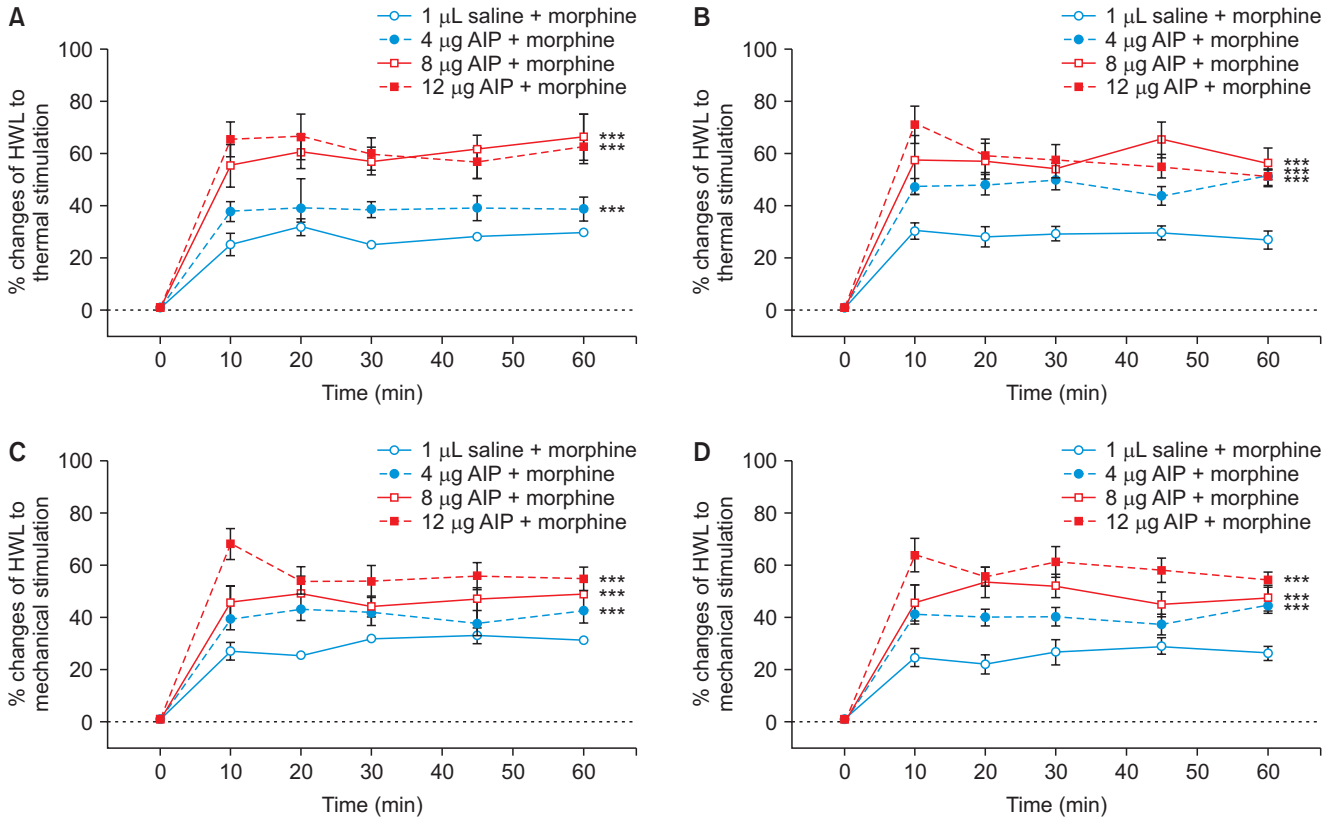 A
1 μL saline + morphine
4 μg AIP + morphine
8 μg AIP + morphine
12 μg AIP + morphine
% changes of HWL to
thermal stimulation
100
80
60
40
20
0
***
***
***
0 10 20 30 40 50 60
Time (min)
B
1 μL saline + morphine
4 μg AIP + morphine
8 μg AIP + morphine
12 μg AIP + morphine
% changes of HWL to
thermal stimulation
100
80
60
40
20
0
***
***
***
0 10 20 30 40 50 60
Time (min)
C
1 μL saline + morphine
4 μg AIP + morphine
8 μg AIP + morphine
12 μg AIP + morphine
% changes of HWL to
mechanical stimulation
100
80
60
40
20
0
***
***
***
0 10 20 30 40 50 60
Time (min)
D
1 μL saline + morphine
4 μg AIP + morphine
8 μg AIP + morphine
12 μg AIP + morphine
% changes of HWL to
mechanical stimulation
100
80
60
40
20
0
***
***
***
0 10 20 30 40 50 60
Time (min)